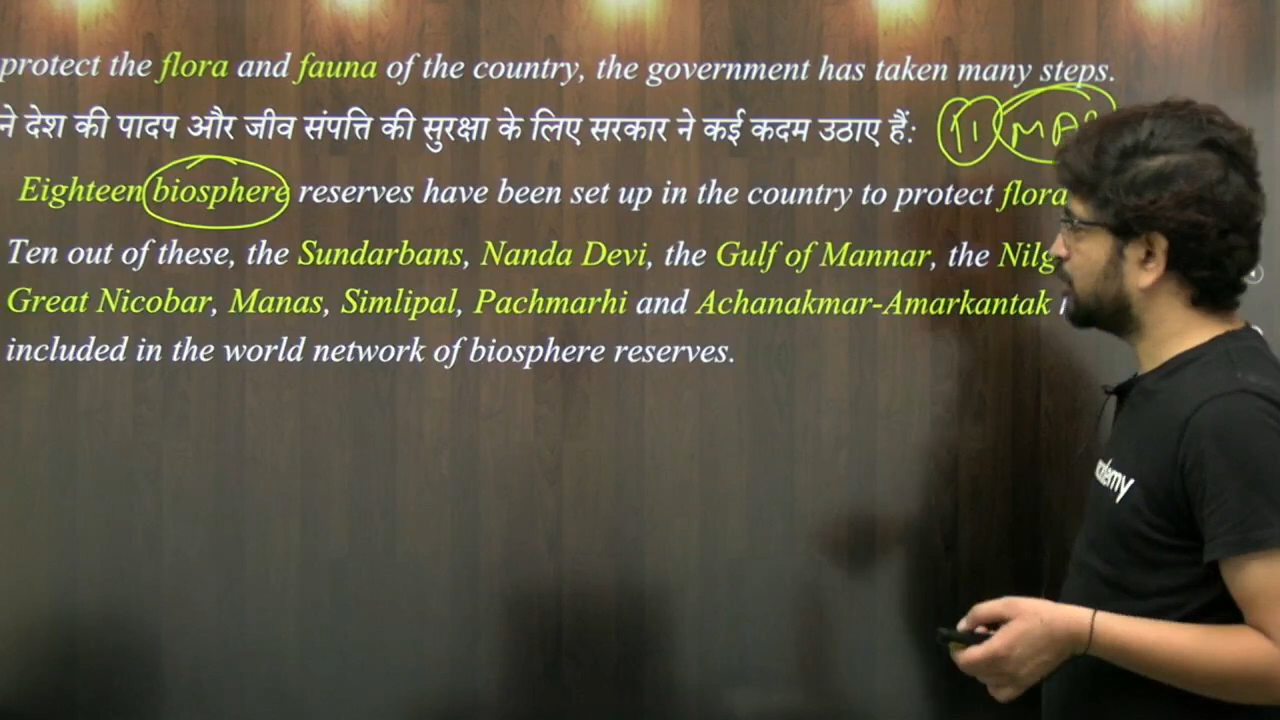 protect the flora and fauna of the country, the government has taken many steps.
ने देश की पादप और जीव संपत्ति की सुरक्षा के लिए सरकार ने कई कदम उठाए हैं:
Eighteen biosphere reserves have been set up in the country to protect flora
Ten out of these, the Sundarbans, Nanda Devi, the Gulf of Mannar, the
Great Nicobar, Manas, Simlipal, Pachmarhi and Achanakmar-Amarkantak
included in the world network of biosphere reserves.